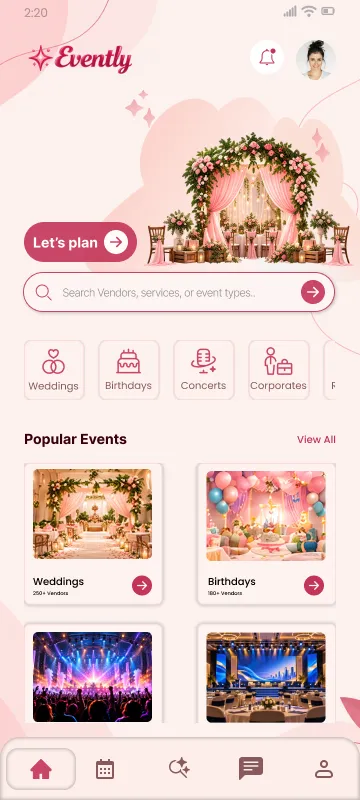 2:20
Evently
Let's plan
Search Vendors, services, or event types..
Weddings
Birthdays
Concerts
Corporates
R
Popular Events
View All
Weddings
250+ Vendors
Birthdays
180+ Vendors